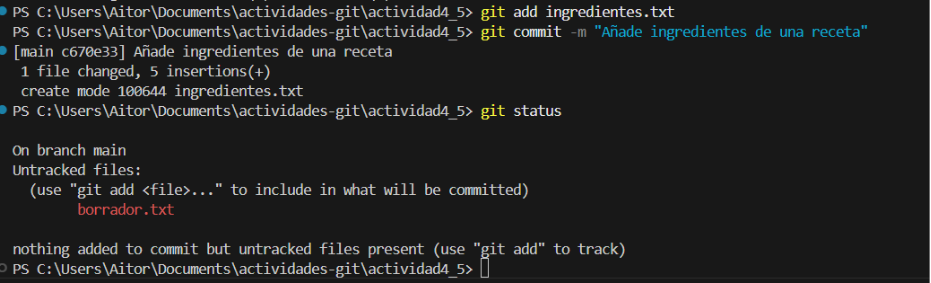 PS C:\Users\Aitor\Documents\actividades-git\actividad4_5> git add ingredientes.txt
PS C:\Users\Aitor\Documents\actividades-git\actividad4_5> git commit -m "Añade ingredientes de una receta"
[main c670e33] Añade ingredientes de una receta
 1 file changed, 5 insertions(+)
 create mode 100644 ingredientes.txt
PS C:\Users\Aitor\Documents\actividades-git\actividad4_5> git status
On branch main
Untracked files:
  (use "git add <file>..." to include in what will be committed)
        borrador.txt
nothing added to commit but untracked files present (use "git add" to track)
PS C:\Users\Aitor\Documents\actividades-git\actividad4_5>